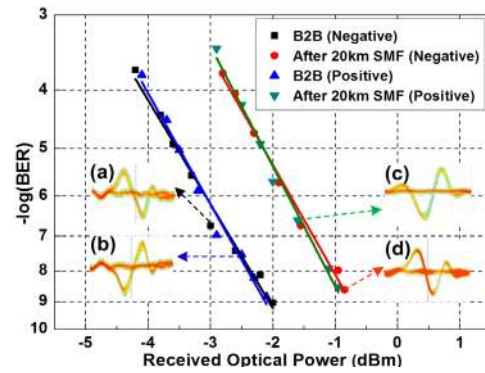 -log(BER)
3
4
5
6
7
8
9
10
B2B (Negative)
After 20km SMF (Negative)
B2B (Positive)
After 20km SMF (Positive)
(a)
(b)
(c)
(d)
-5 -4 -3 -2 -1 0 1
Received Optical Power (dBm)